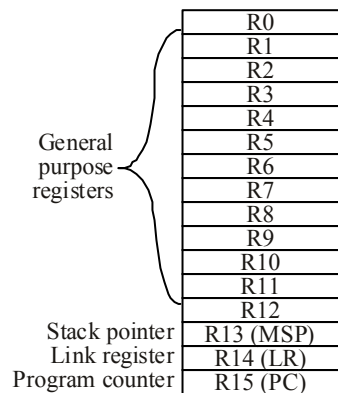 R0
R1
R2
R3
R4
R5
R6
R7
R8
R9
R10
R11
R12
General
purpose
registers
Stack pointer R13 (MSP)
Link register R14 (LR)
Program counter R15 (PC)